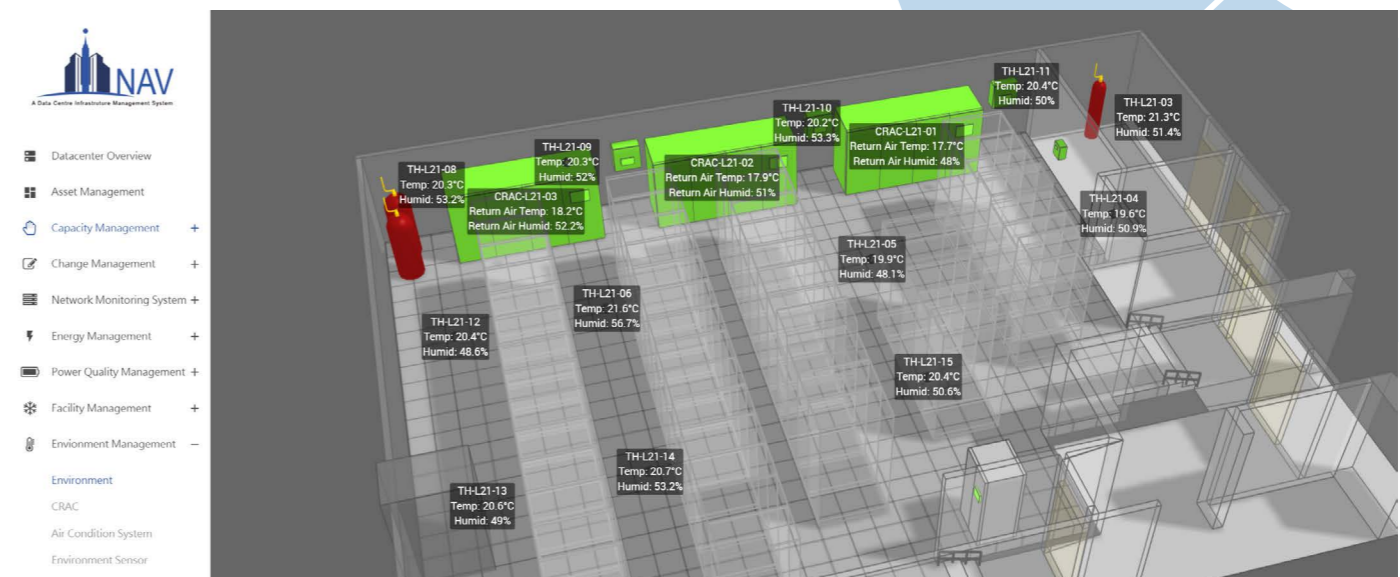 NAV
A Data Centre Infrastruture Management System
Datacenter Overview
Asset Management
Capacity Management +
Change Management +
Network Monitoring System +
Energy Management +
Power Quality Management +
Facility Management +
Envionment Management −
Environment
CRAC
Air Condition System
Environment Sensor
TH-L21-11
Temp: 20.4°C
Humid: 50%
TH-L21-03
Temp: 21.3°C
Humid: 51.4%
TH-L21-10
Temp: 20.2°C
Humid: 53.3%
CRAC-L21-01
Return Air Temp: 17.7°C
Return Air Humid: 48%
TH-L21-09
Temp: 20.3°C
Humid: 52%
CRAC-L21-02
Return Air Temp: 17.9°C
Return Air Humid: 51%
TH-L21-08
Temp: 20.3°C
Humid: 53.2%
CRAC-L21-03
Return Air Temp: 18.2°C
Return Air Humid: 52.2%
TH-L21-04
Temp: 19.6°C
Humid: 50.9%
TH-L21-05
Temp: 19.9°C
Humid: 48.1%
TH-L21-06
Temp: 21.6°C
Humid: 56.7%
TH-L21-12
Temp: 20.4°C
Humid: 48.6%
TH-L21-15
Temp: 20.4°C
Humid: 50.6%
TH-L21-14
Temp: 20.7°C
Humid: 53.2%
TH-L21-13
Temp: 20.6°C
Humid: 49%